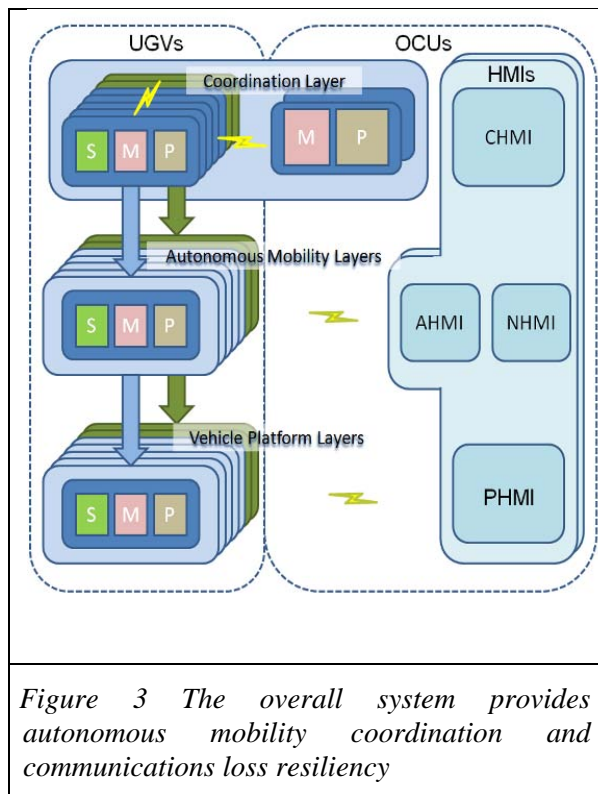 UGVs
OCUs
Coordination Layer
HMIs
S M P
M P
CHMI
Autonomous Mobility Layers
S M P
AHMI
NHMI
Vehicle Platform Layers
S M P
PHMI
Figure 3 The overall system provides
autonomous mobility coordination and
communications loss resiliency